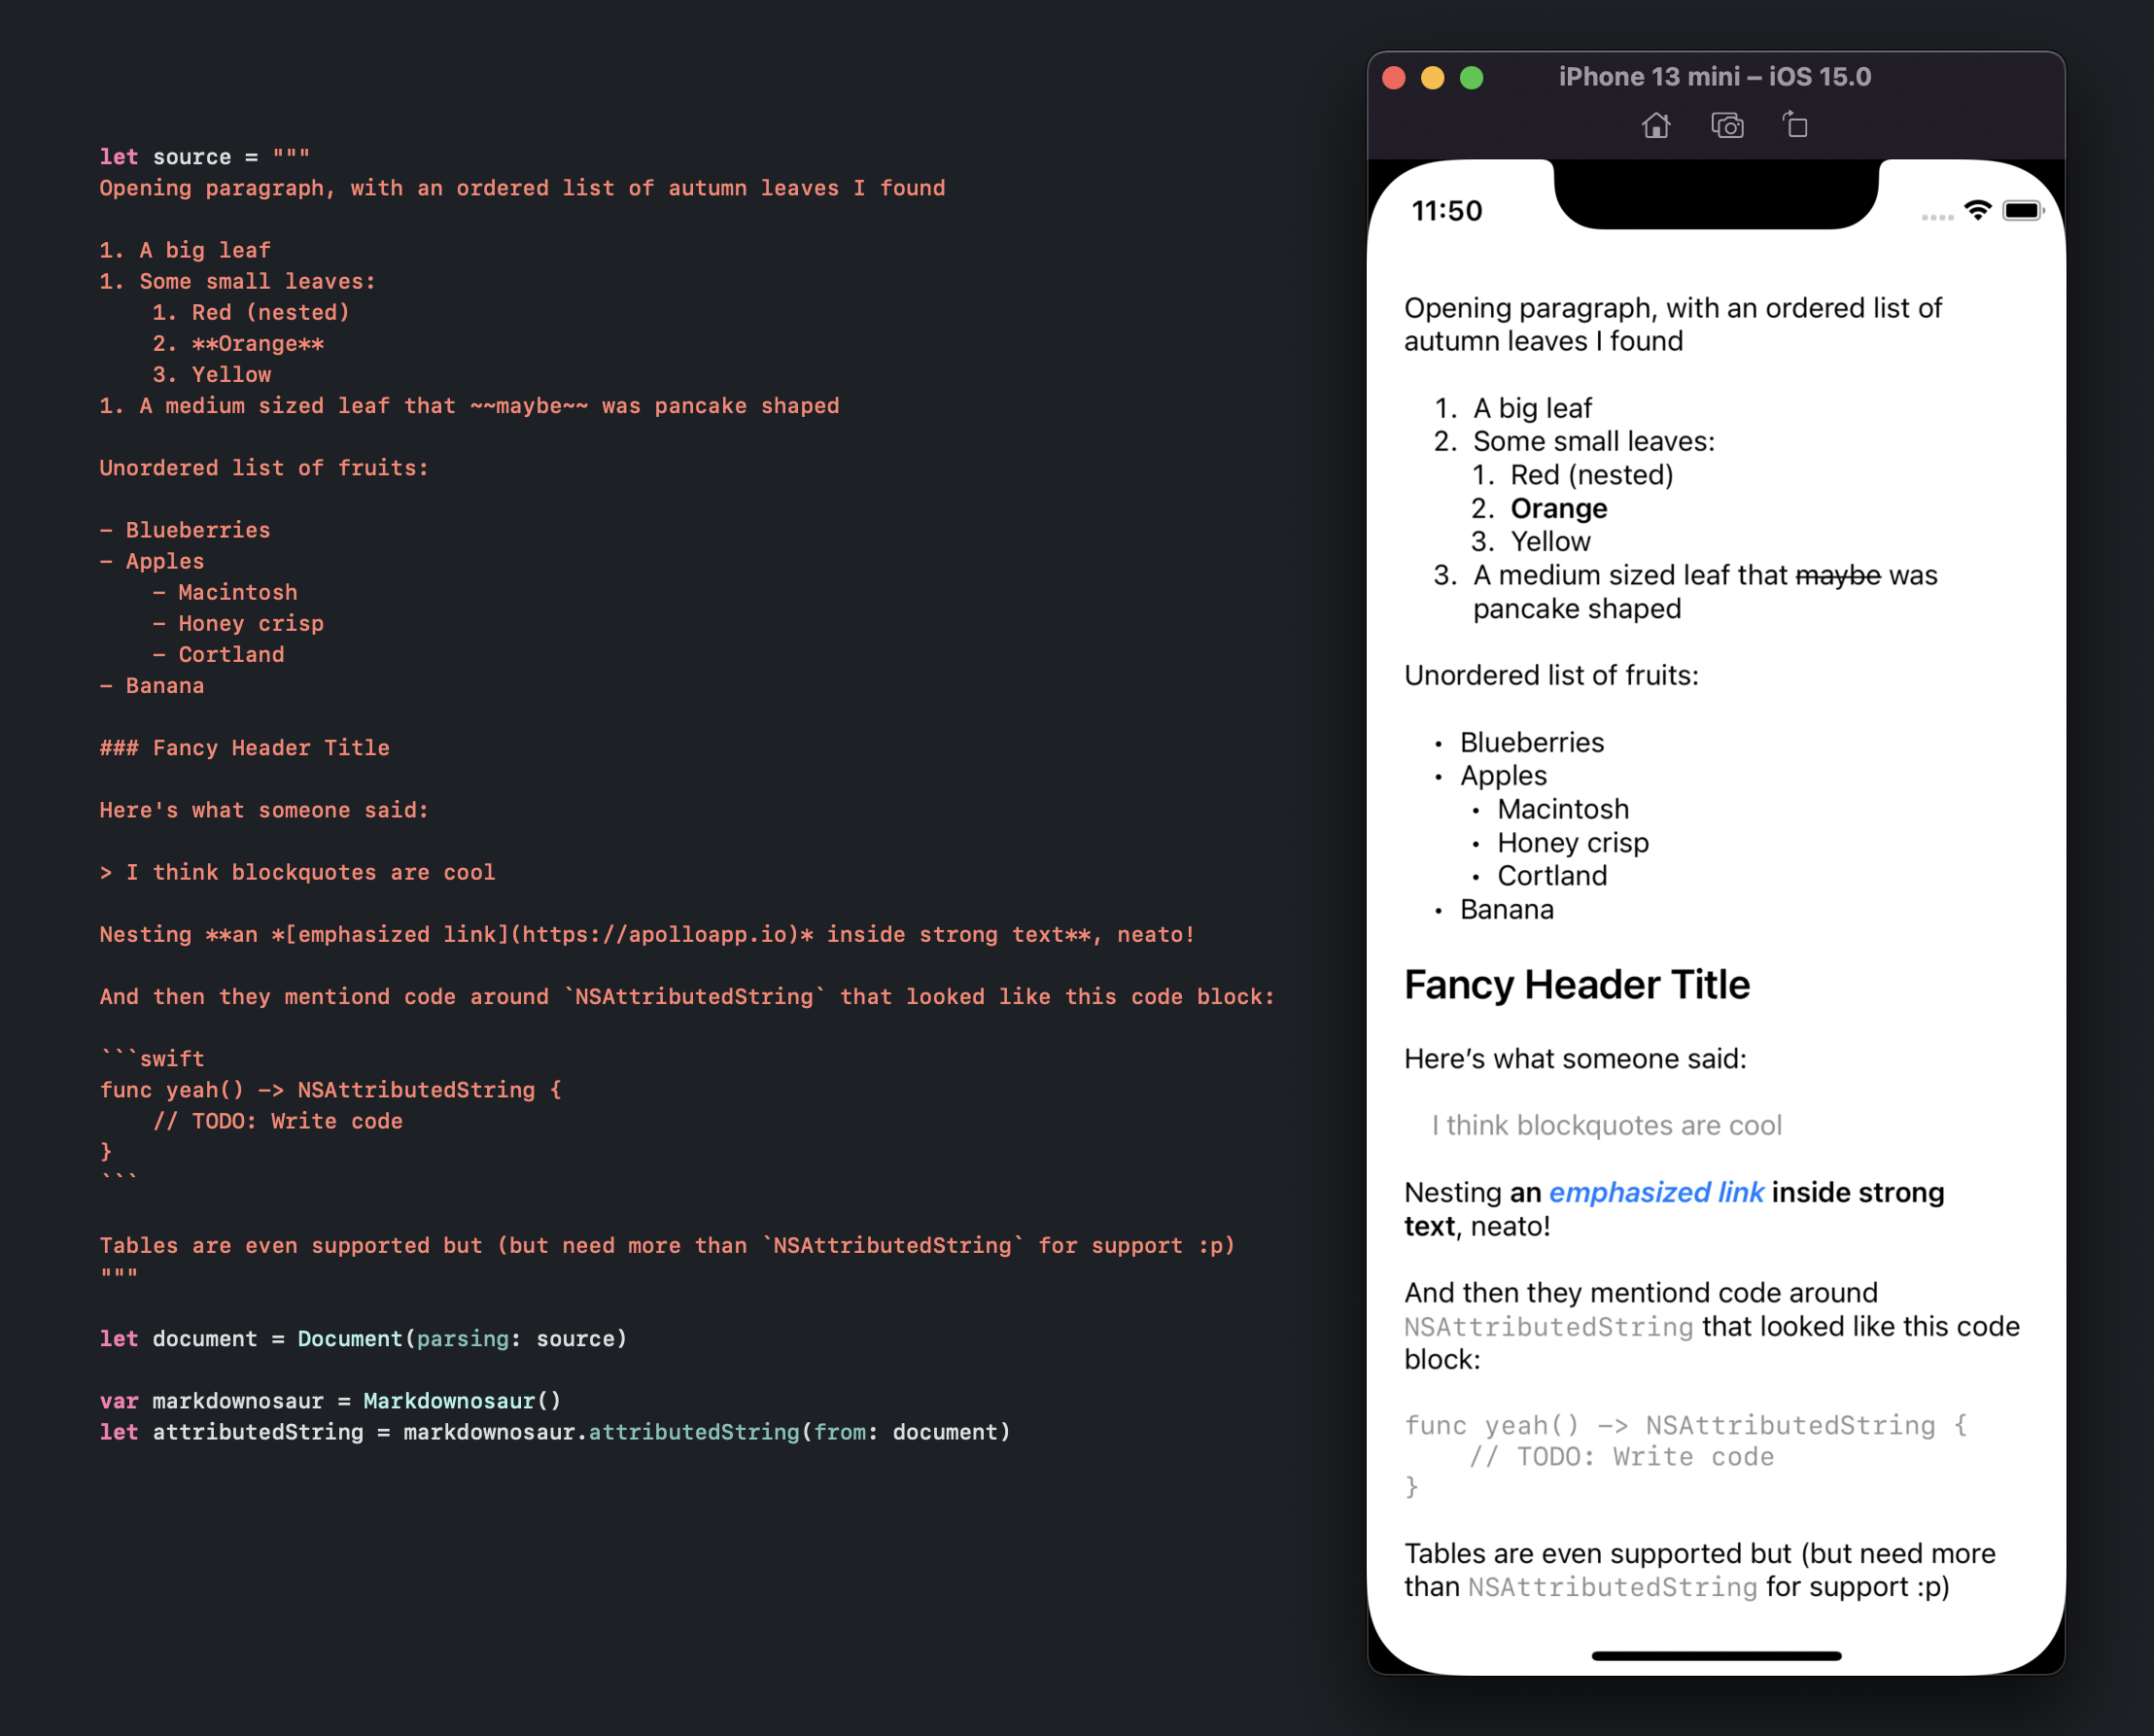 let source = """
Opening paragraph, with an ordered list of autumn leaves I found
1. A big leaf
1. Some small leaves:
    1. Red (nested)
    2. **Orange**
    3. Yellow
1. A medium sized leaf that ~~maybe~~ was pancake shaped
Unordered list of fruits:
- Blueberries
- Apples
    - Macintosh
    - Honey crisp
    - Cortland
- Banana
### Fancy Header Title
Here's what someone said:
> I think blockquotes are cool
Nesting **an *[emphasized link](https://apolloapp.io)* inside strong text**, neato!
And then they mentiond code around `NSAttributedString` that looked like this code block:
```swift
func yeah() -> NSAttributedString {
    // TODO: Write code
}
```
Tables are even supported but (but need more than `NSAttributedString` for support :p)
"""
let document = Document(parsing: source)
var markdownosaur = Markdownosaur()
let attributedString = markdownosaur.attributedString(from: document)
iPhone 13 mini – iOS 15.0
11:50
Opening paragraph, with an ordered list of
autumn leaves I found
1. A big leaf
2. Some small leaves:
1. Red (nested)
2. Orange
3. Yellow
3. A medium sized leaf that maybe was
pancake shaped
Unordered list of fruits:
• Blueberries
• Apples
• Macintosh
• Honey crisp
• Cortland
• Banana
Fancy Header Title
Here’s what someone said:
I think blockquotes are cool
Nesting an emphasized link inside strong
text, neato!
And then they mentiond code around
NSAttributedString that looked like this code
block:
func yeah() -> NSAttributedString {
    // TODO: Write code
}
Tables are even supported but (but need more
than NSAttributedString for support :p)